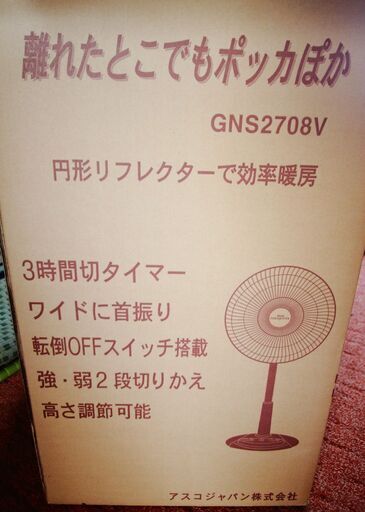 離れたとこでもポッカぽか
GNS2708V
円形リフレクターで効率暖房
3時間切タイマー
ワイドに首振り
転倒OFFスイッチ搭載
強・弱2段切りかえ
高さ調節可能
アスコジャパン株式会社